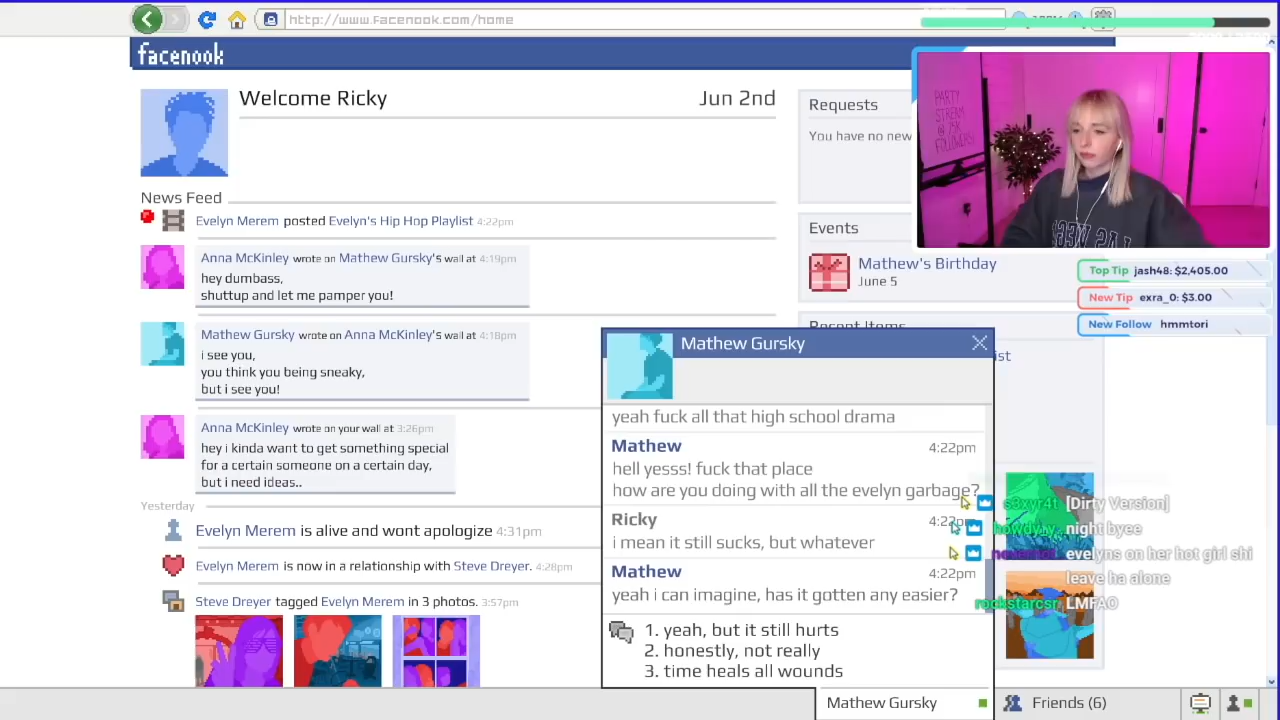 http://www.facenook.com/home
facenook
Welcome Ricky
Jun 2nd
Requests
You have no new
News Feed
Evelyn Merem posted Evelyn's Hip Hop Playlist 4:22pm
Anna McKinley wrote on Mathew Gursky's wall at 4:19pm
hey dumbass,
shuttup and let me pamper you!
Mathew Gursky wrote on Anna McKinley's wall at 4:18pm
i see you,
you think you being sneaky,
but i see you!
Anna McKinley wrote on your wall at 3:26pm
hey i kinda want to get something special
for a certain someone on a certain day,
but i need ideas..
Yesterday
Evelyn Merem is alive and wont apologize 4:31pm
Evelyn Merem is now in a relationship with Steve Dreyer. 4:28pm
Steve Dreyer tagged Evelyn Merem in 3 photos. 3:57pm
Events
Mathew's Birthday
June 5
Recent Items
ist
PARTY
STREAM
FOLLOWERS
Top Tip jash48: $2,405.00
New Tip exra_0: $3.00
New Follow hmmtori
Mathew Gursky
yeah fuck all that high school drama
Mathew 4:22pm
hell yesss! fuck that place
how are you doing with all the evelyn garbage?
Ricky 4:22pm
i mean it still sucks, but whatever
Mathew 4:22pm
yeah i can imagine, has it gotten any easier?
1. yeah, but it still hurts
2. honestly, not really
3. time heals all wounds
s3xyr4t [Dirty Version]
night byee
evelyns on her hot girl shi
leave ha alone
rockstarcsr LMFAO
Mathew Gursky
Friends (6)